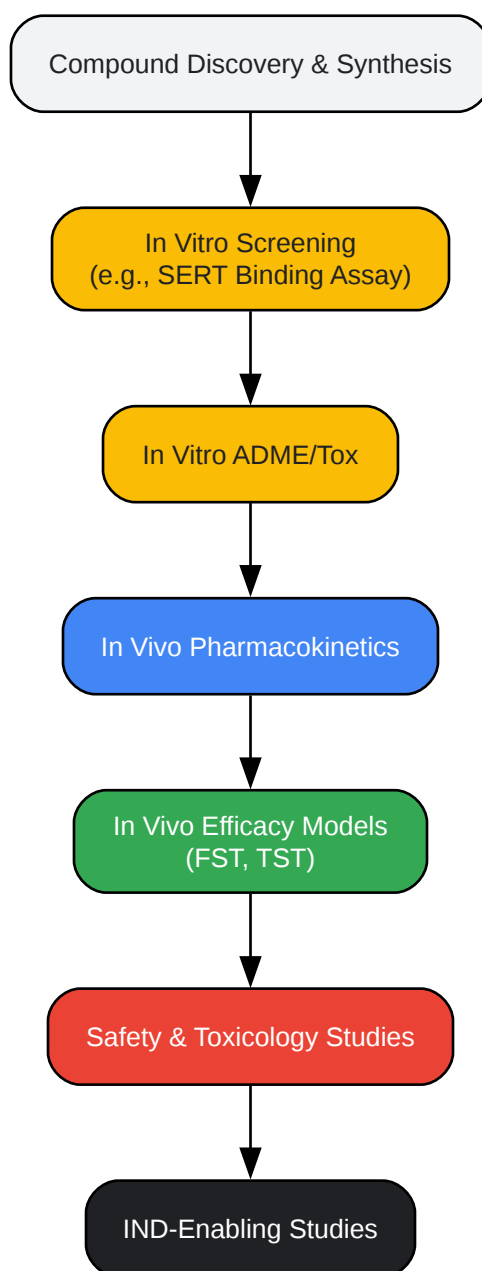 Compound Discovery & Synthesis
In Vitro Screening
(e.g., SERT Binding Assay)
In Vitro ADME/Tox
In Vivo Pharmacokinetics
In Vivo Efficacy Models
(FST, TST)
Safety & Toxicology Studies
IND-Enabling Studies